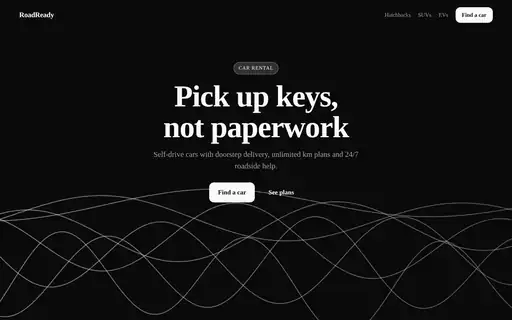 RoadReady
Hatchbacks SUVs EVs Find a car
CAR RENTAL
Pick up keys,
not paperwork
Self-drive cars with doorstep delivery, unlimited km plans and 24/7
roadside help.
Find a car See plans